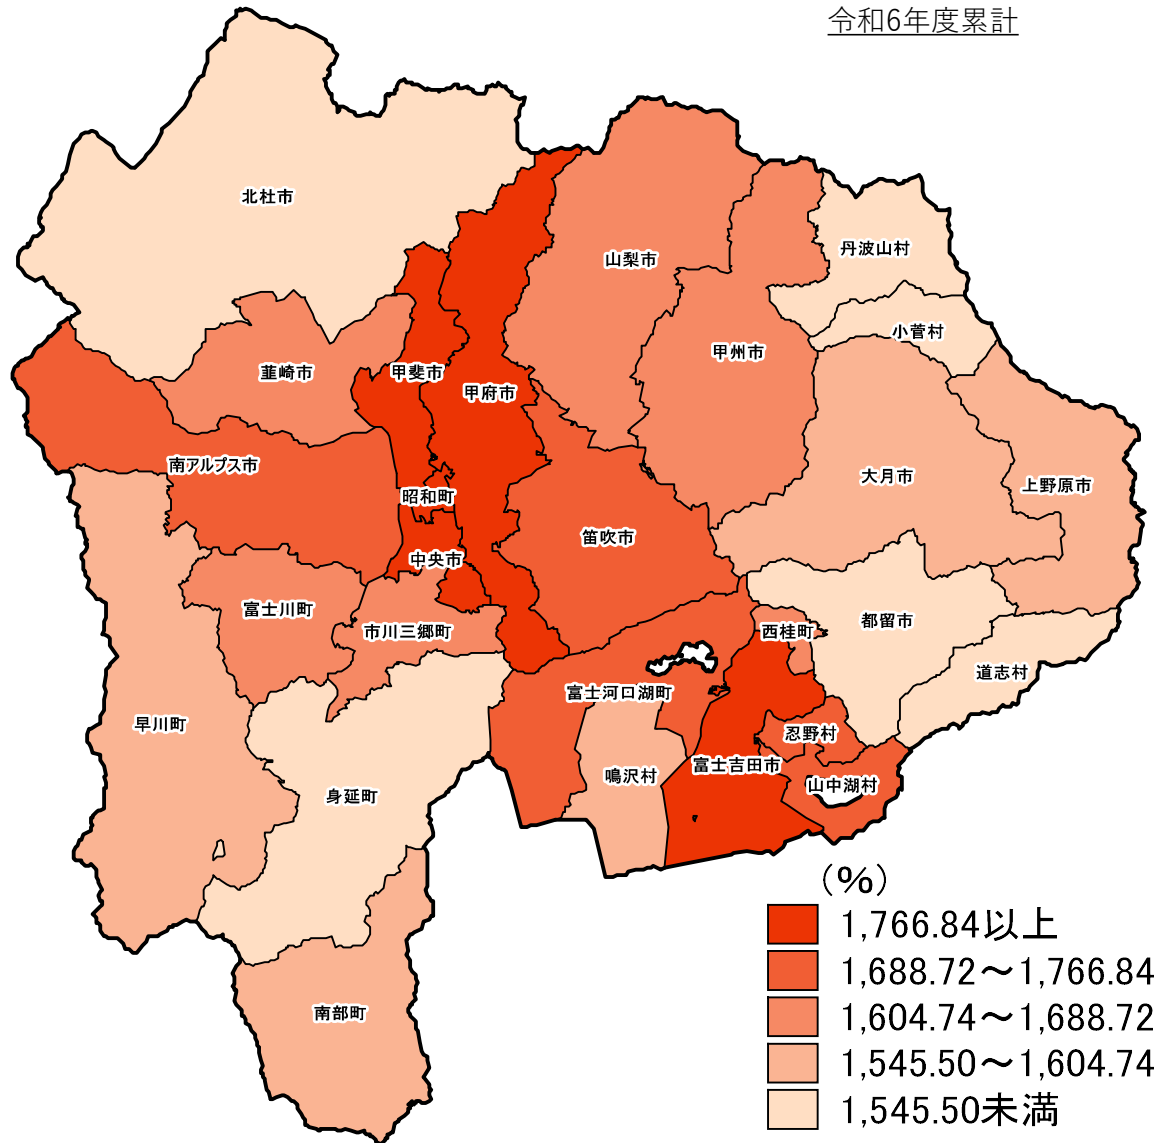 令和6年度累計
北杜市
丹波山村
山梨市
小菅村
甲州市
韮崎市
甲斐市
甲府市
南アルプス市
大月市
上野原市
昭和町
笛吹市
中央市
富士川町
都留市
市川三郷町
西桂町
道志村
富士河口湖町
早川町
忍野村
富士吉田市
鳴沢村
山中湖村
身延町
南部町
(%)
1,766.84以上
1,688.72～1,766.84
1,604.74～1,688.72
1,545.50～1,604.74
1,545.50未満